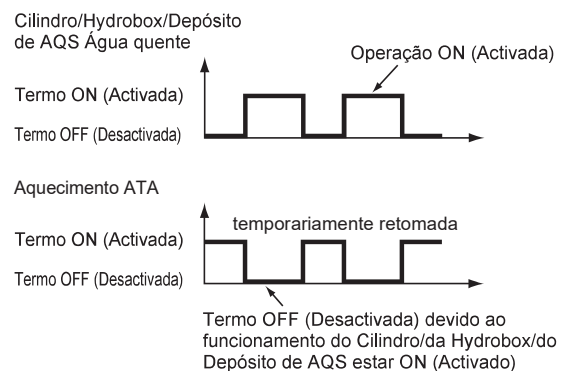 Cilindro/Hydrobox/Depósito
de AQS Água quente
Operação ON (Activada)
Termo ON (Activada)
Termo OFF (Desactivada)
Aquecimento ATA
temporariamente retomada
Termo ON (Activada)
Termo OFF (Desactivada)
Termo OFF (Desactivada) devido ao
funcionamento do Cilindro/da Hydrobox/do
Depósito de AQS estar ON (Activado)